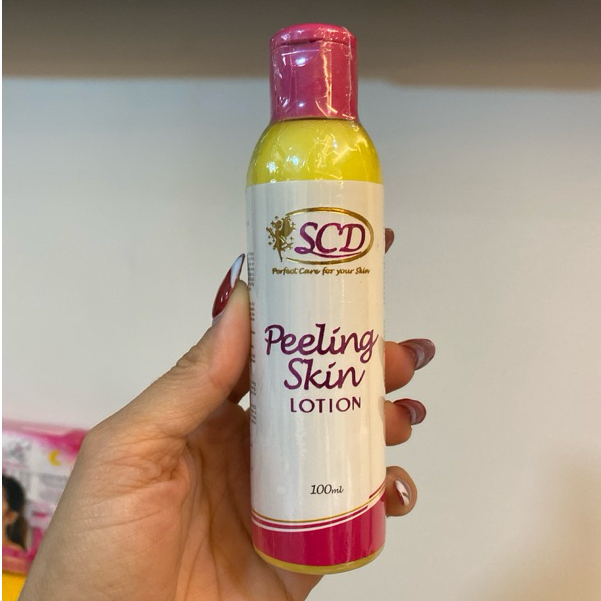 SCD
Perfect Care for your Skin
Peeling
Skin
LOTION
100ml